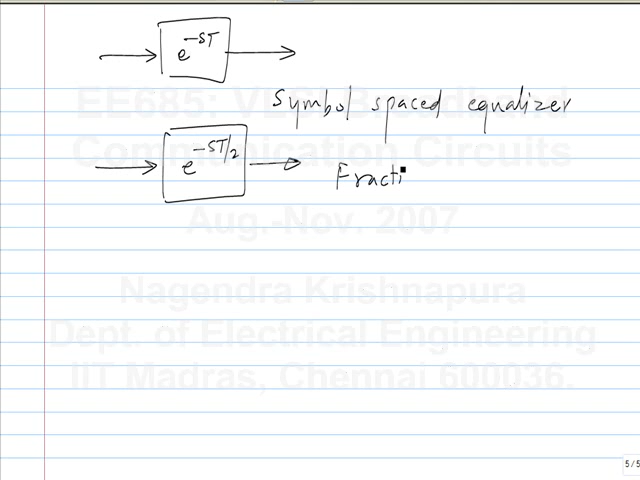 e^-sT
Symbol spaced equalizer
e^-sT/2
Fracti
EE685: VLSI Broadband
Communication Circuits
Aug.-Nov. 2007
Nagendra Krishnapura
Dept. of Electrical Engineering
IIT Madras, Chennai 600036.
5/5